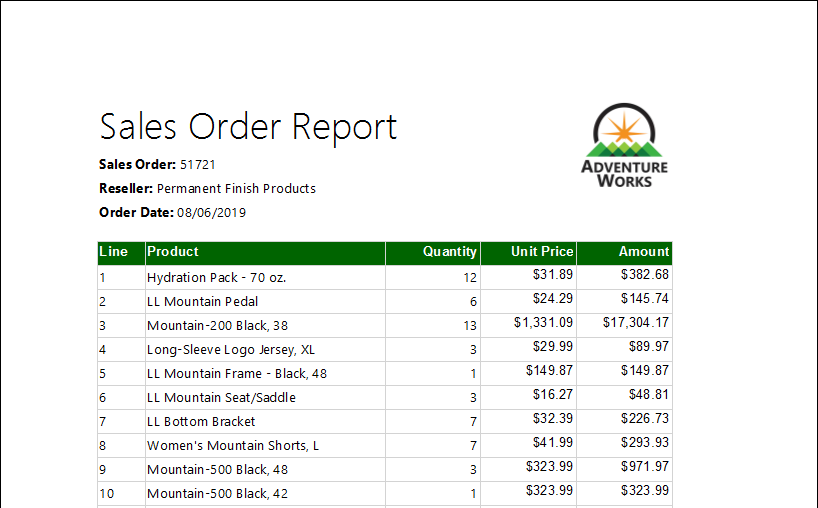 Sales Order Report
Sales Order: 51721
Reseller: Permanent Finish Products
Order Date: 08/06/2019
ADVENTURE
WORKS
Line Product Quantity Unit Price Amount
1 Hydration Pack - 70 oz. 12 $31.89 $382.68
2 LL Mountain Pedal 6 $24.29 $145.74
3 Mountain-200 Black, 38 13 $1,331.09 $17,304.17
4 Long-Sleeve Logo Jersey, XL 3 $29.99 $89.97
5 LL Mountain Frame - Black, 48 1 $149.87 $149.87
6 LL Mountain Seat/Saddle 3 $16.27 $48.81
7 LL Bottom Bracket 7 $32.39 $226.73
8 Women's Mountain Shorts, L 7 $41.99 $293.93
9 Mountain-500 Black, 48 3 $323.99 $971.97
10 Mountain-500 Black, 42 1 $323.99 $323.99